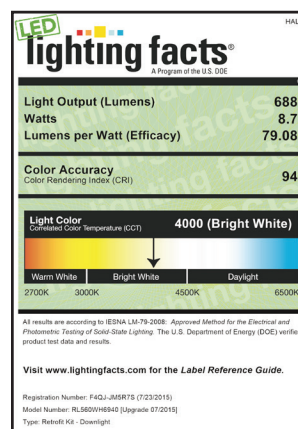 HAL
LED
lighting facts®
A Program of the U.S. DOE
Light Output (Lumens) 688
Watts 8.7
Lumens per Watt (Efficacy) 79.08
Color Accuracy 94
Color Rendering Index (CRI)
Light Color 4000 (Bright White)
Correlated Color Temperature (CCT)
Warm White Bright White Daylight
2700K 3000K 4500K 6500K
All results are according to IESNA LM-79-2008: Approved Method for the Electrical and
Photometric Testing of Solid-State Lighting. The U.S. Department of Energy (DOE) verifie
product test data and results.
Visit www.lightingfacts.com for the Label Reference Guide.
Registration Number: F4QJ-JM5R7S (7/23/2015)
Model Number: RL560WH6940 [Upgrade 07/2015]
Type: Retrofit Kit - Downlight